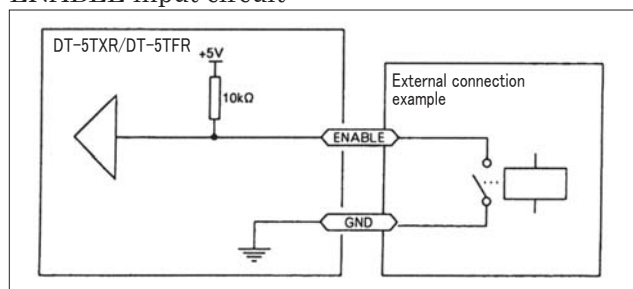 ENABLE input circuit
DT-5TXR/DT-5TFR
+5V
10kΩ
External connection
example
ENABLE
GND